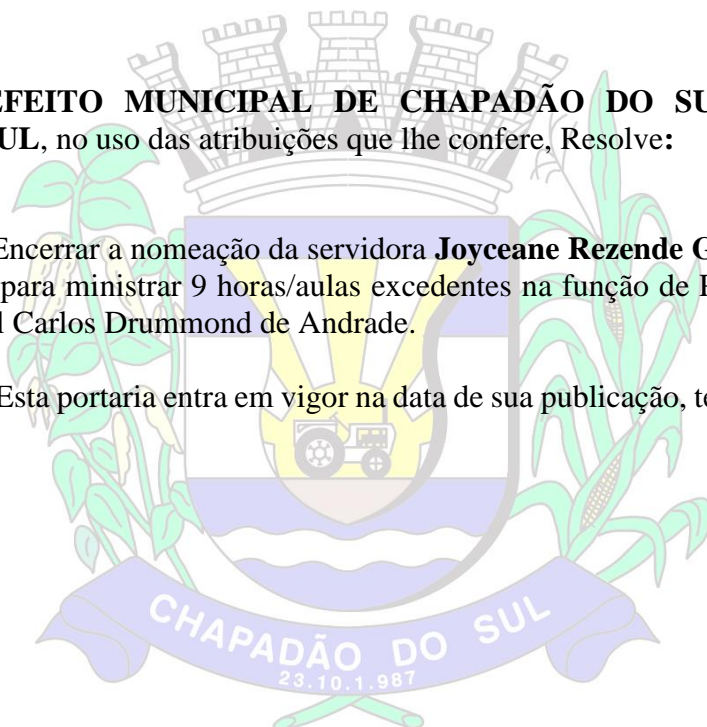 EFEITO MUNICIPAL DE CHAPADÃO DO SU
UL, no uso das atribuições que lhe confere, Resolve:
Encerrar a nomeação da servidora Joyceane Rezende G
para ministrar 9 horas/aulas excedentes na função de P
l Carlos Drummond de Andrade.
Esta portaria entra em vigor na data de sua publicação, te
CHAPADÃO DO SUL
23.10.1.987